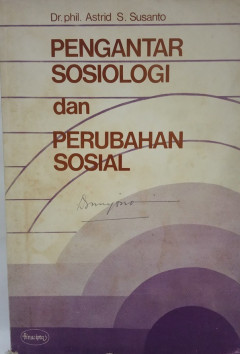 Dr. phil. Astrid S. Susanto
PENGANTAR
SOSIOLOGI
dan
PERUBAHAN
SOSIAL